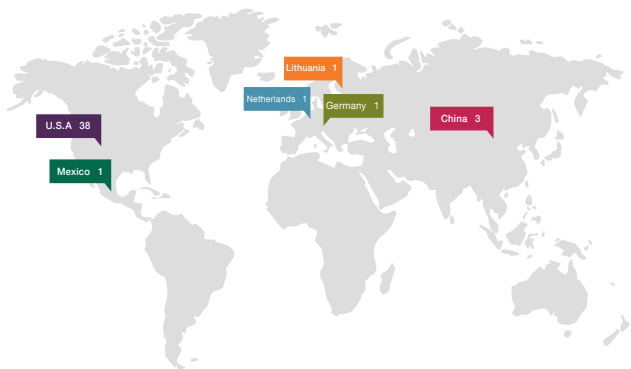 Lithuania 1
Netherlands 1
Germany 1
China 3
U.S.A 38
Mexico 1